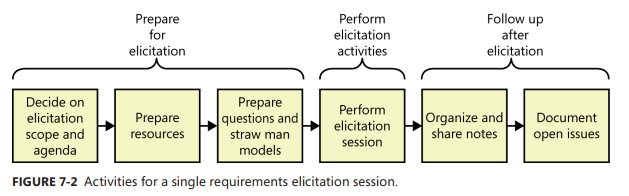 Prepare
for
elicitation
Perform
elicitation
activities
Follow up
after
elicitation
Decide on
elicitation
scope and
agenda
Prepare
resources
Prepare
questions and
straw man
models
Perform
elicitation
session
Organize and
share notes
Document
open issues
FIGURE 7-2 Activities for a single requirements elicitation session.